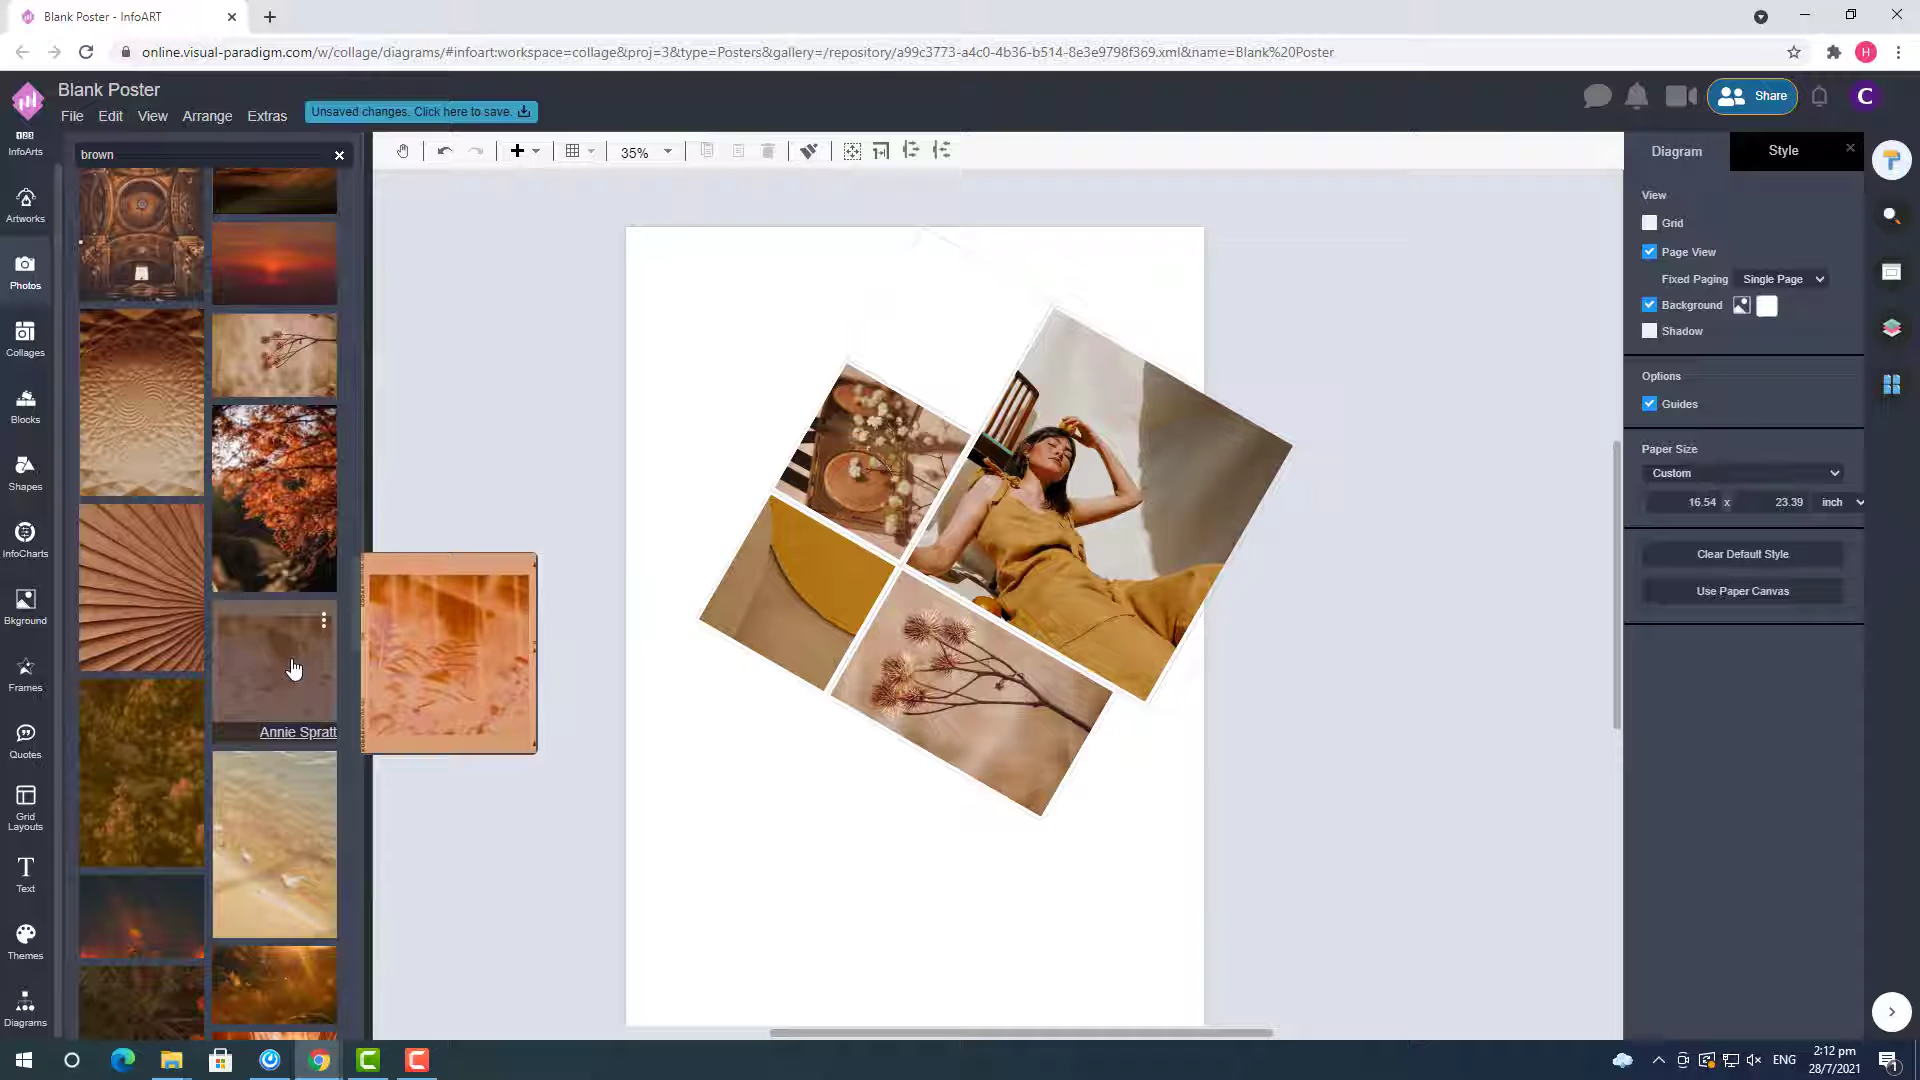 Blank Poster - InfoART
online.visual-paradigm.com/w/collage/diagrams/#infoart:workspace=collage&proj=3&type=Posters&gallery=/repository/a99c3773-a4c0-4b36-b514-8e3e9798f369.xml&name=Blank%20Poster
H
Blank Poster
File Edit View Arrange Extras
Unsaved changes. Click here to save.
Share
C
InfoArts
Artworks
Photos
Collages
Blocks
Shapes
InfoCharts
Bkground
Frames
Quotes
Grid
Layouts
Text
Themes
Diagrams
brown
Annie Spratt
35%
Diagram
Style
View
Grid
Page View
Fixed Paging Single Page
Background
Shadow
Options
Guides
Paper Size
Custom
16.54 x 23.39 inch
Clear Default Style
Use Paper Canvas
ENG
2:12 pm
28/7/2021
1